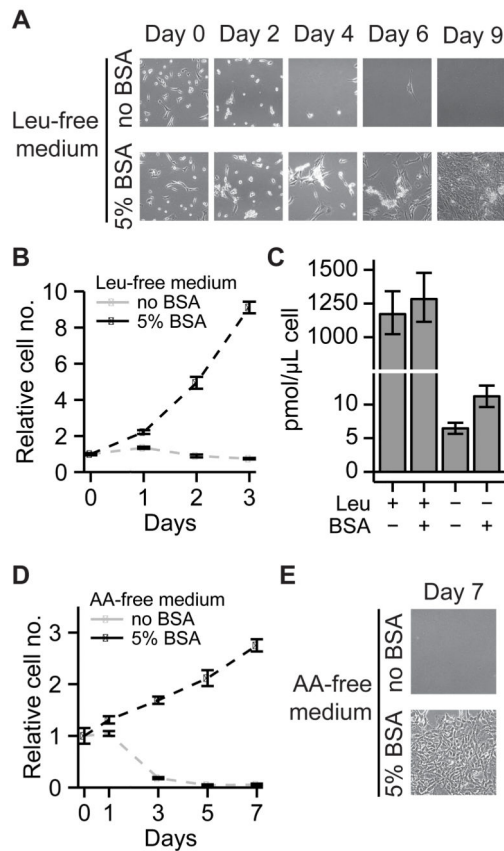 A
Day 0 Day 2 Day 4 Day 6 Day 9
Leu-free
medium
no BSA
5% BSA
B
Leu-free medium
no BSA
5% BSA
Relative cell no.
10
8
6
4
2
0
0 1 2 3
Days
C
pmol/µL cell
1500
1250
1000
10
5
0
Leu + + – –
BSA – + – +
D
AA-free medium
no BSA
5% BSA
Relative cell no.
3
2
1
0
0 1 3 5 7
Days
E
Day 7
AA-free
medium
no BSA
5% BSA